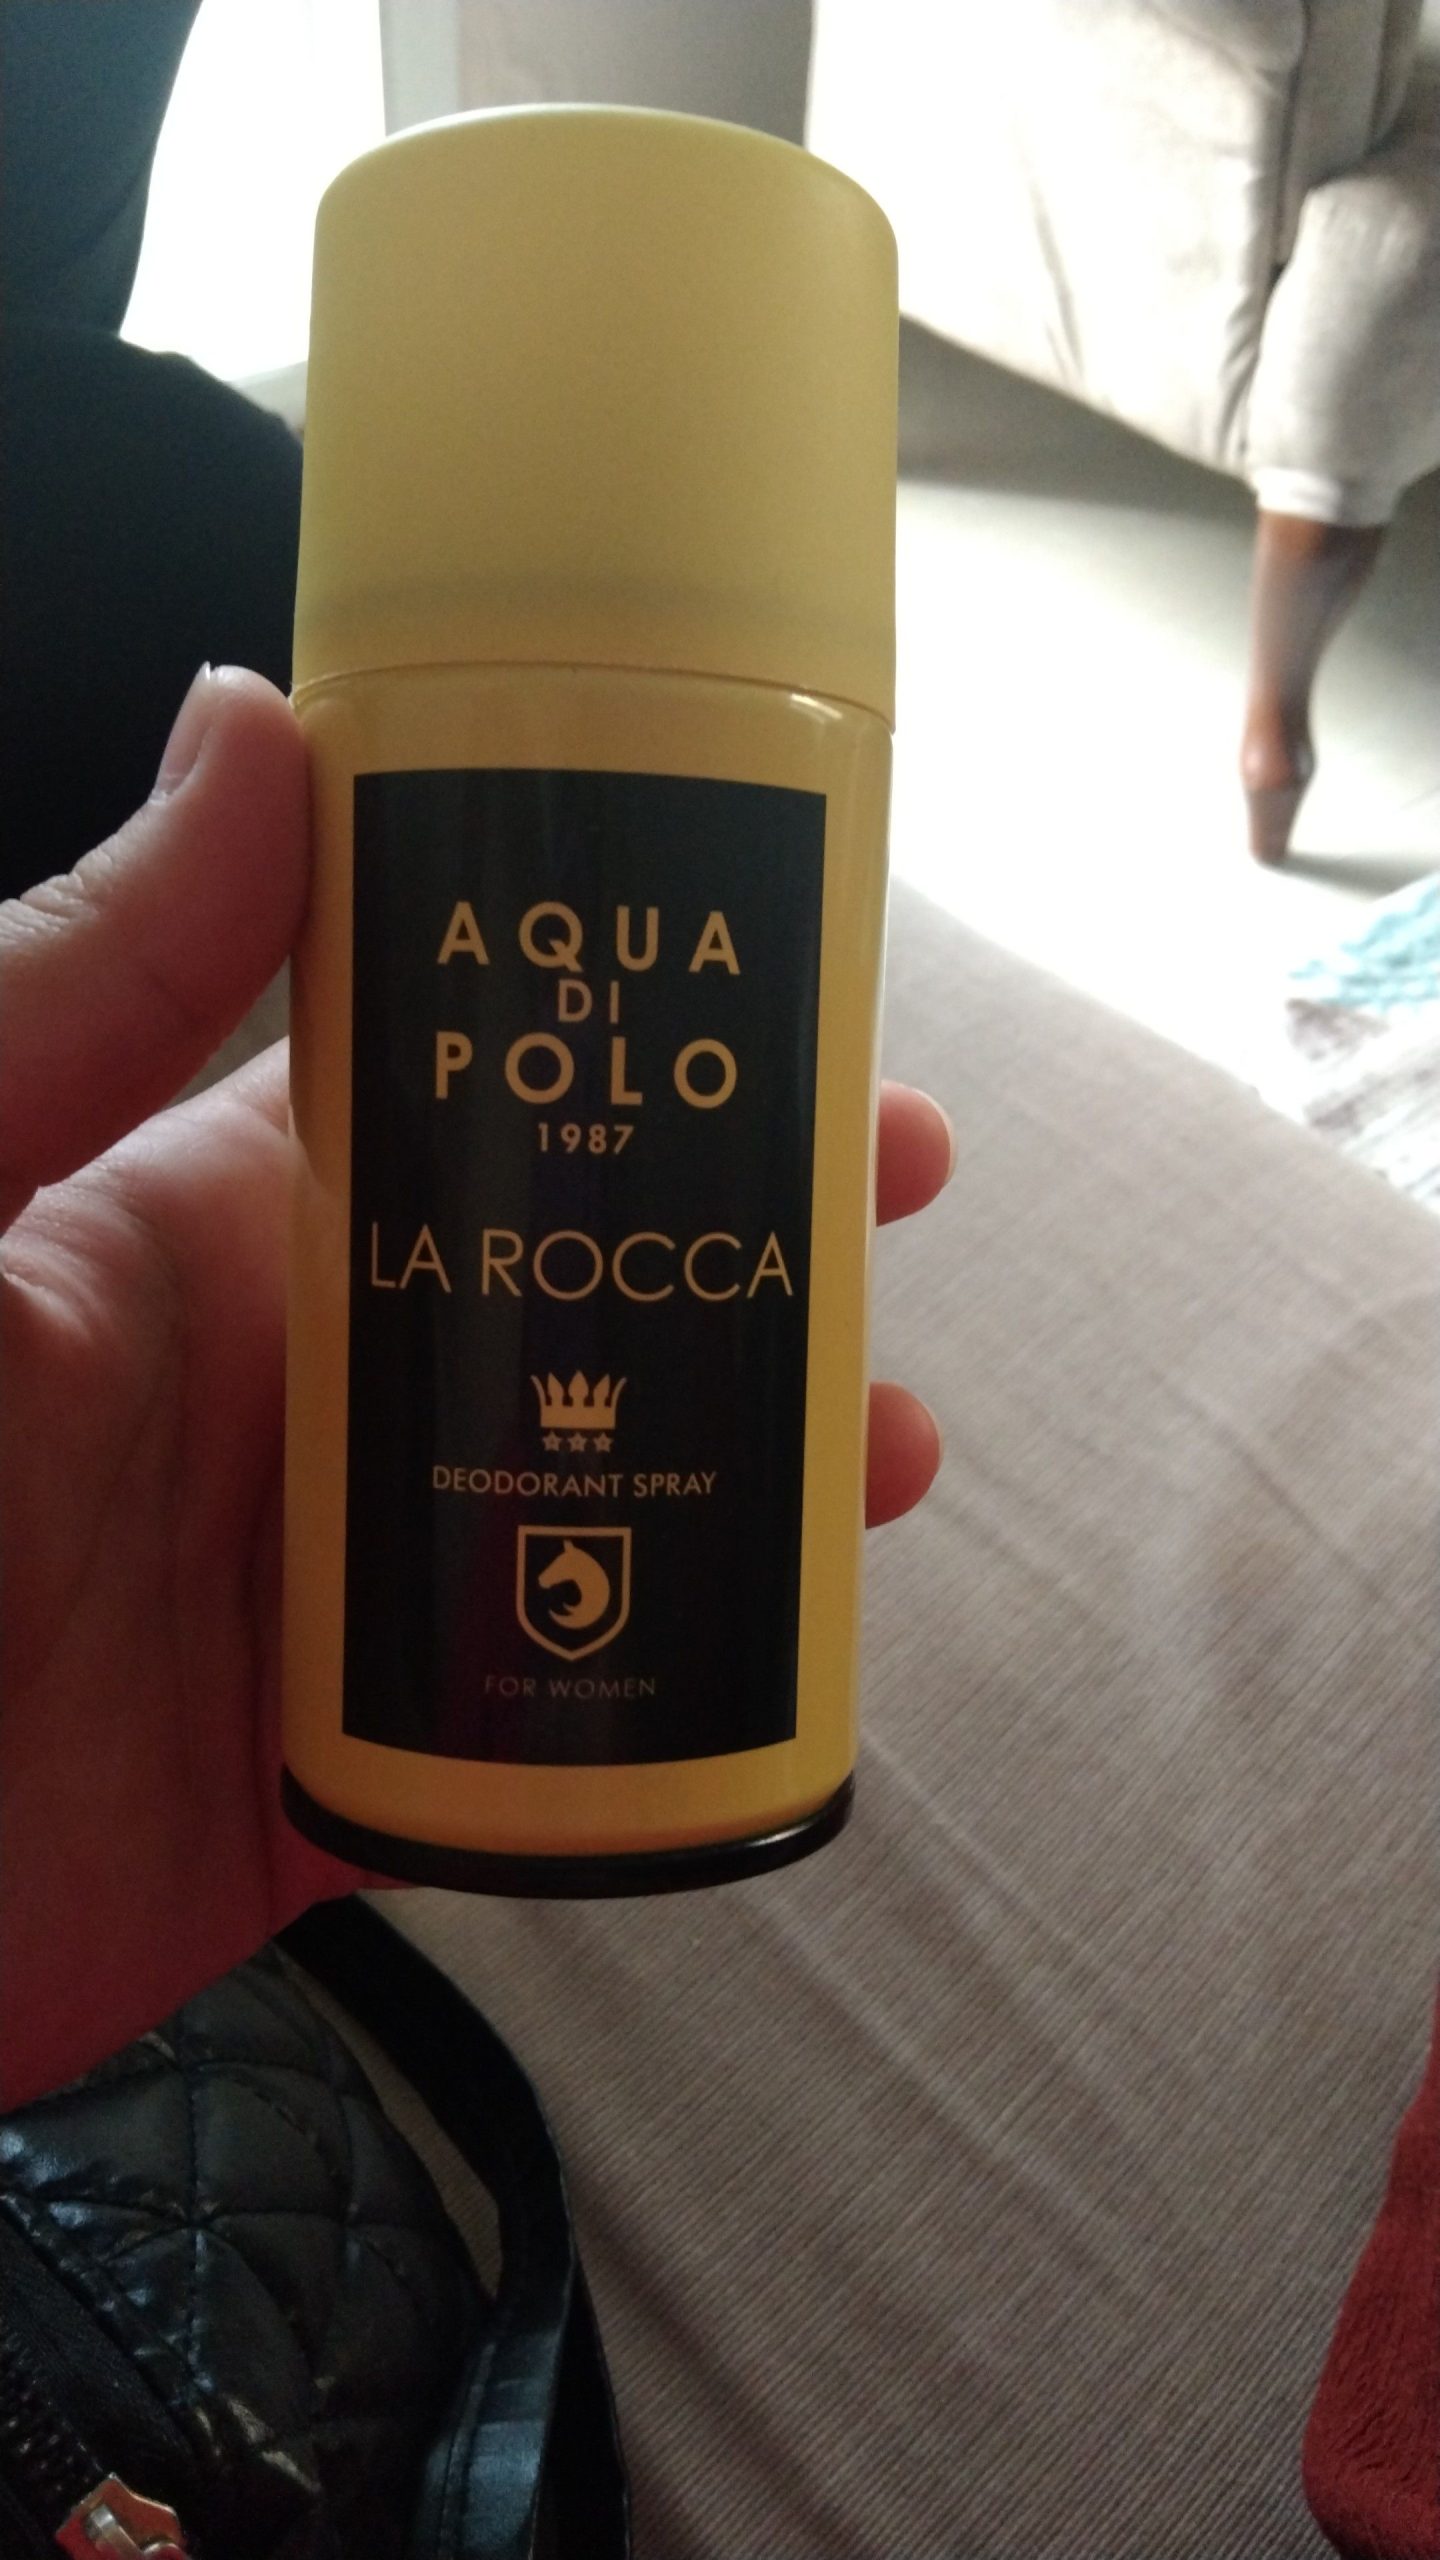 AQUA
DI
POLO
1987
LA ROCCA
DEODORANT SPRAY
FOR WOMEN